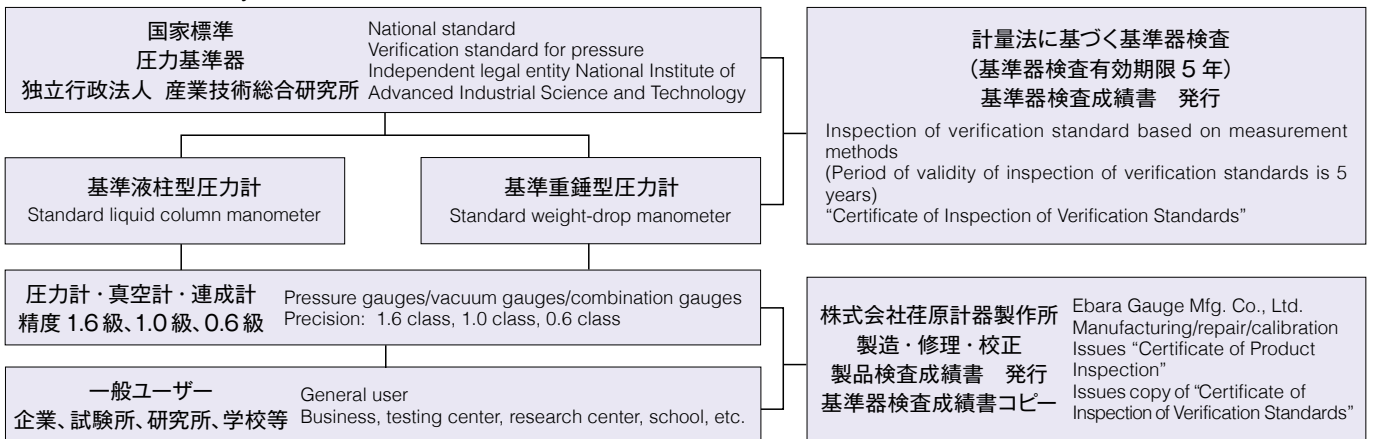 国家標準
圧力基準器
独立行政法人 産業技術総合研究所
National standard
Verification standard for pressure
Independent legal entity National Institute of
Advanced Industrial Science and Technology
計量法に基づく基準器検査
（基準器検査有効期限 5 年）
基準器検査成績書 発行
Inspection of verification standard based on measurement
methods
(Period of validity of inspection of verification standards is 5
years)
“Certificate of Inspection of Verification Standards”
基準液柱型圧力計
Standard liquid column manometer
基準重錘型圧力計
Standard weight-drop manometer
圧力計・真空計・連成計
精度 1.6 級、1.0 級、0.6 級
Pressure gauges/vacuum gauges/combination gauges
Precision: 1.6 class, 1.0 class, 0.6 class
株式会社荏原計器製作所
製造・修理・校正
製品検査成績書 発行
基準器検査成績書コピー
Ebara Gauge Mfg. Co., Ltd.
Manufacturing/repair/calibration
Issues “Certificate of Product
Inspection”
Issues copy of “Certificate of
Inspection of Verification Standards”
一般ユーザー
企業、試験所、研究所、学校等
General user
Business, testing center, research center, school, etc.